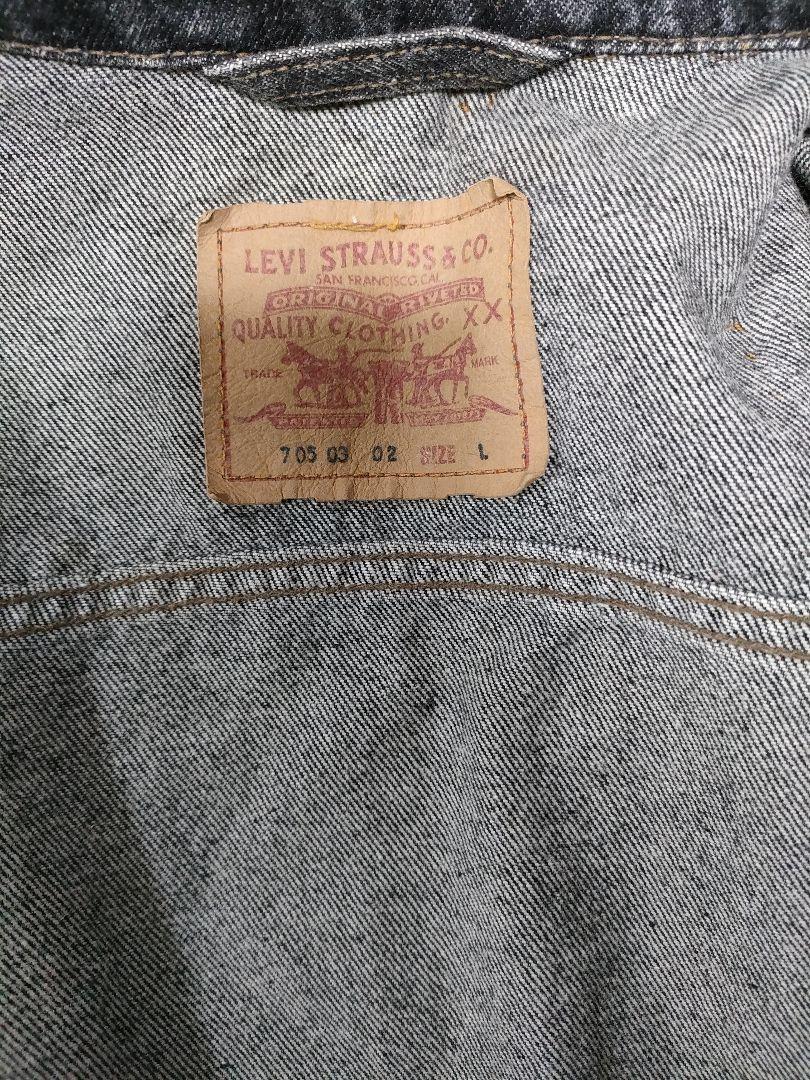 LEVI STRAUSS & CO.
SAN FRANCISCO, CAL
ORIGINAL RIVETED
QUALITY CLOTHING. XX
TRADE MARK
705 03 02 SIZE L